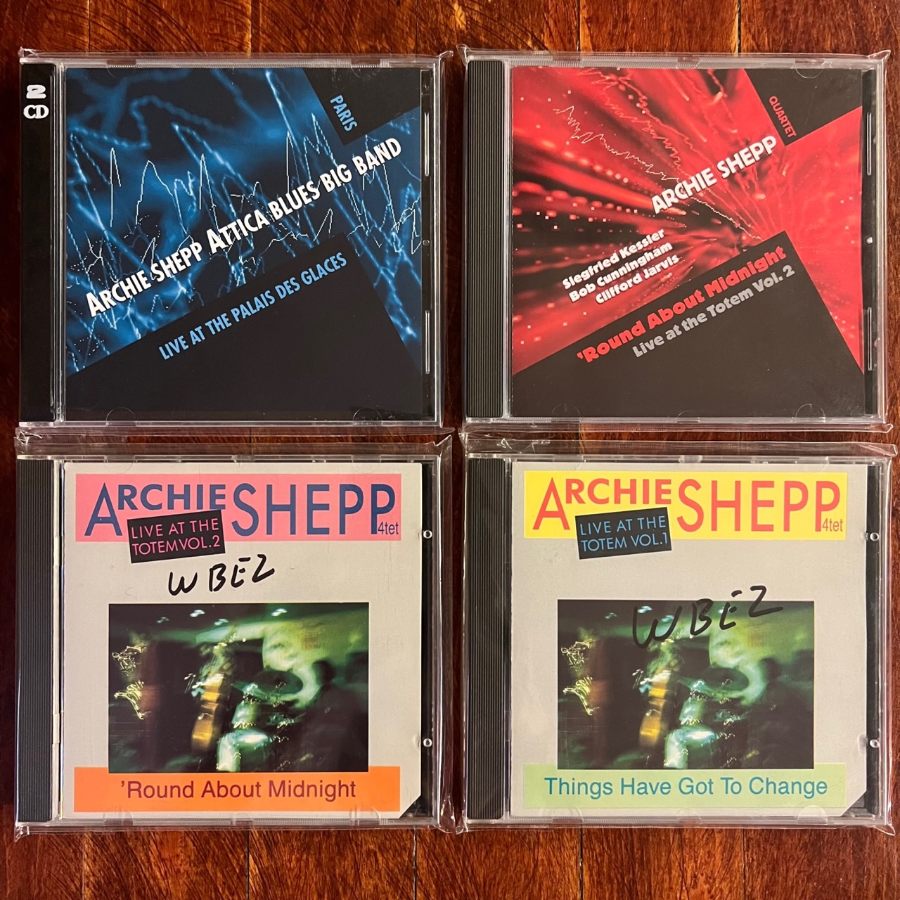 2
CD
PARIS
ARCHIE SHEPP ATTICA BLUES BIG BAND
LIVE AT THE PALAIS DES GLACES
QUARTET
ARCHIE SHEPP
Siegfried Kessler
Bob Cunningham
Clifford Jarvis
'Round About Midnight
Live at the Totem Vol. 2
ARCHIE SHEPP
4tet
LIVE AT THE
TOTEM VOL.2
WBEZ
'Round About Midnight
ARCHIE SHEPP
4tet
LIVE AT THE
TOTEM VOL.1
WBEZ
Things Have Got To Change